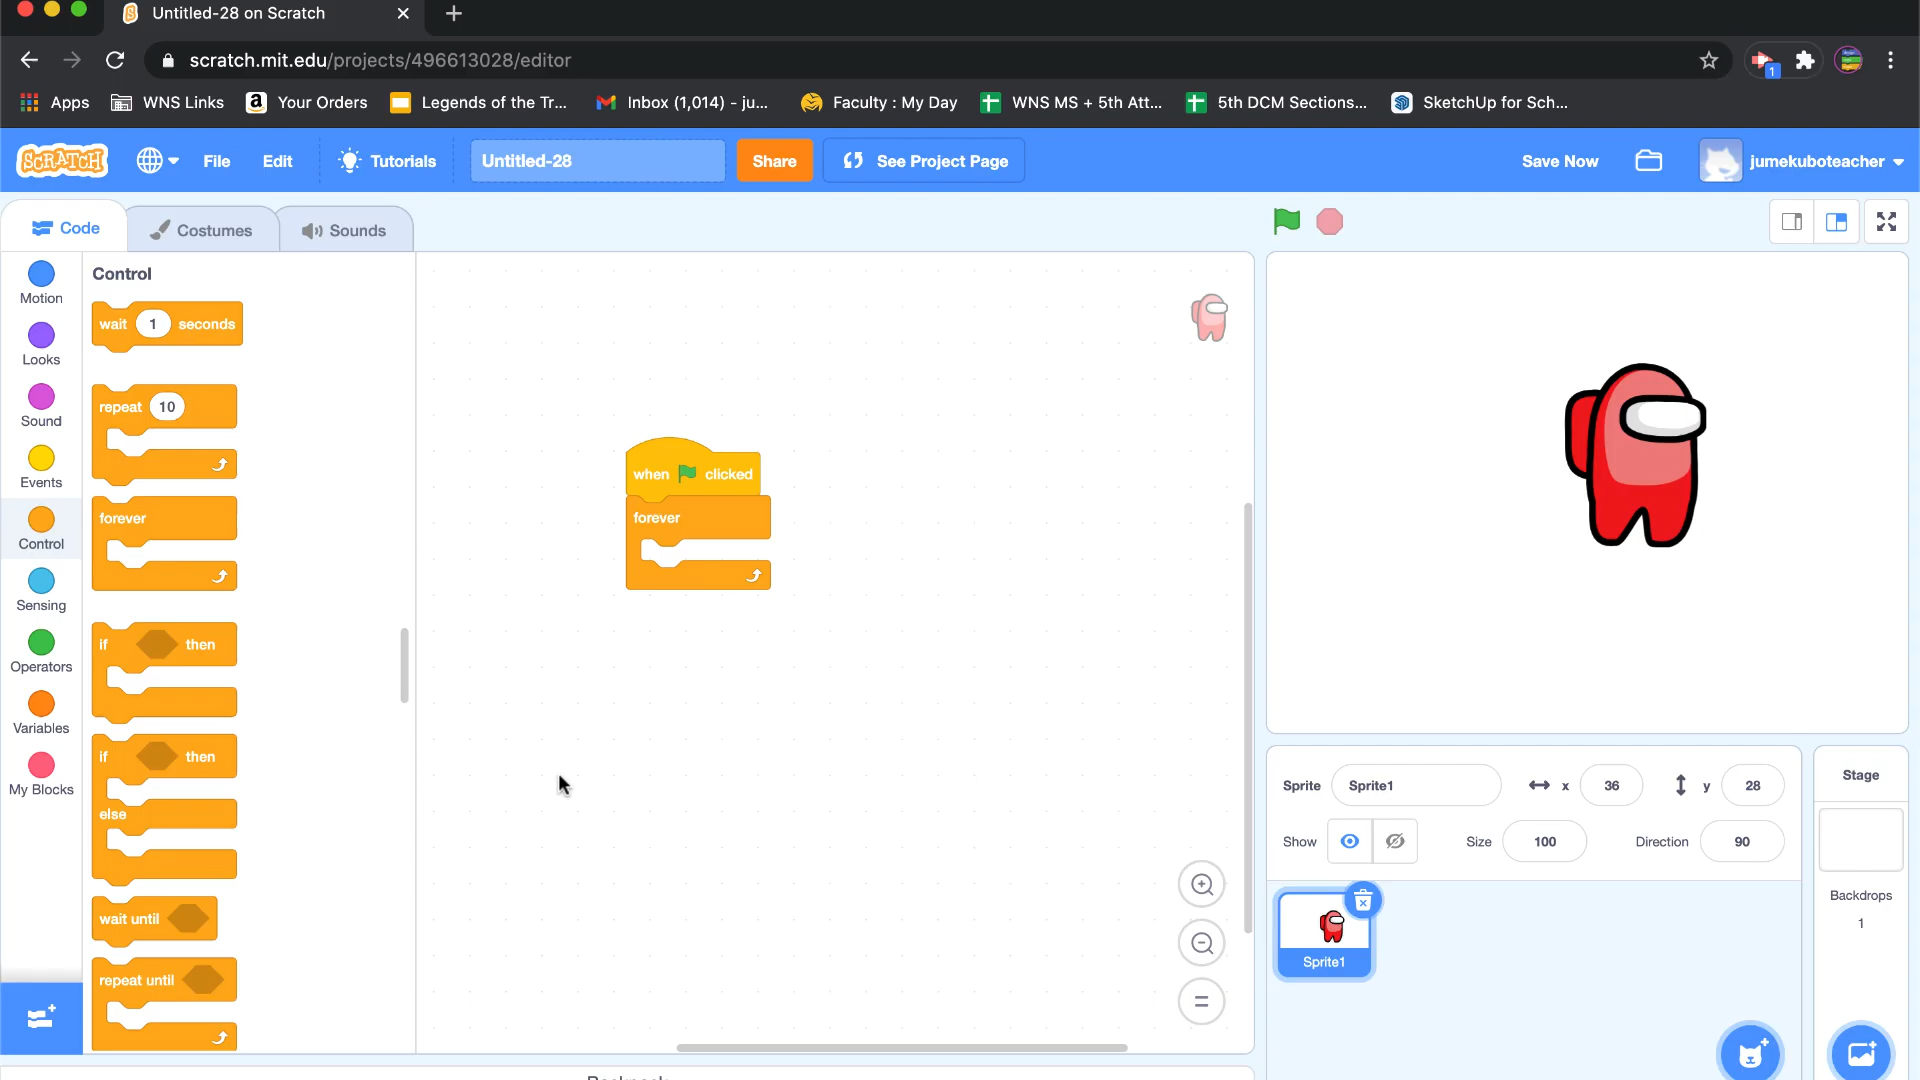 Untitled-28 on Scratch
scratch.mit.edu/projects/496613028/editor
1
Apps WNS Links Your Orders Legends of the Tr... Inbox (1,014) - ju... Faculty : My Day WNS MS + 5th Att... 5th DCM Sections... SketchUp for Sch...
SCRATCH File Edit Tutorials Untitled-28 Share See Project Page Save Now jumekuboteacher
Code Costumes Sounds
Motion
Looks
Sound
Events
Control
Sensing
Operators
Variables
My Blocks
Control
wait 1 seconds
repeat 10
forever
if then
if then
else
wait until
repeat until
when clicked
forever
Sprite Sprite1 x 36 y 28
Show Size 100 Direction 90
Sprite1
Stage
Backdrops
1